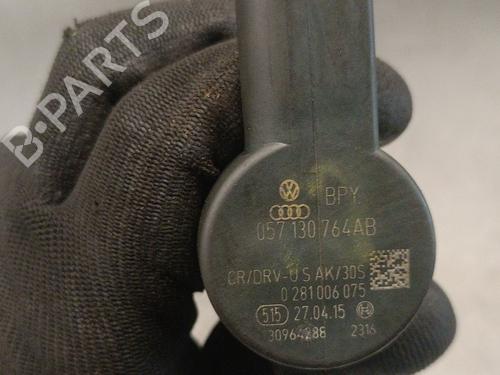 B-PARTS
BPY.
057 130 764AB
CR/DRV-U S AK/30S
0 281 006 075
515 27.04.15
30964288 2316